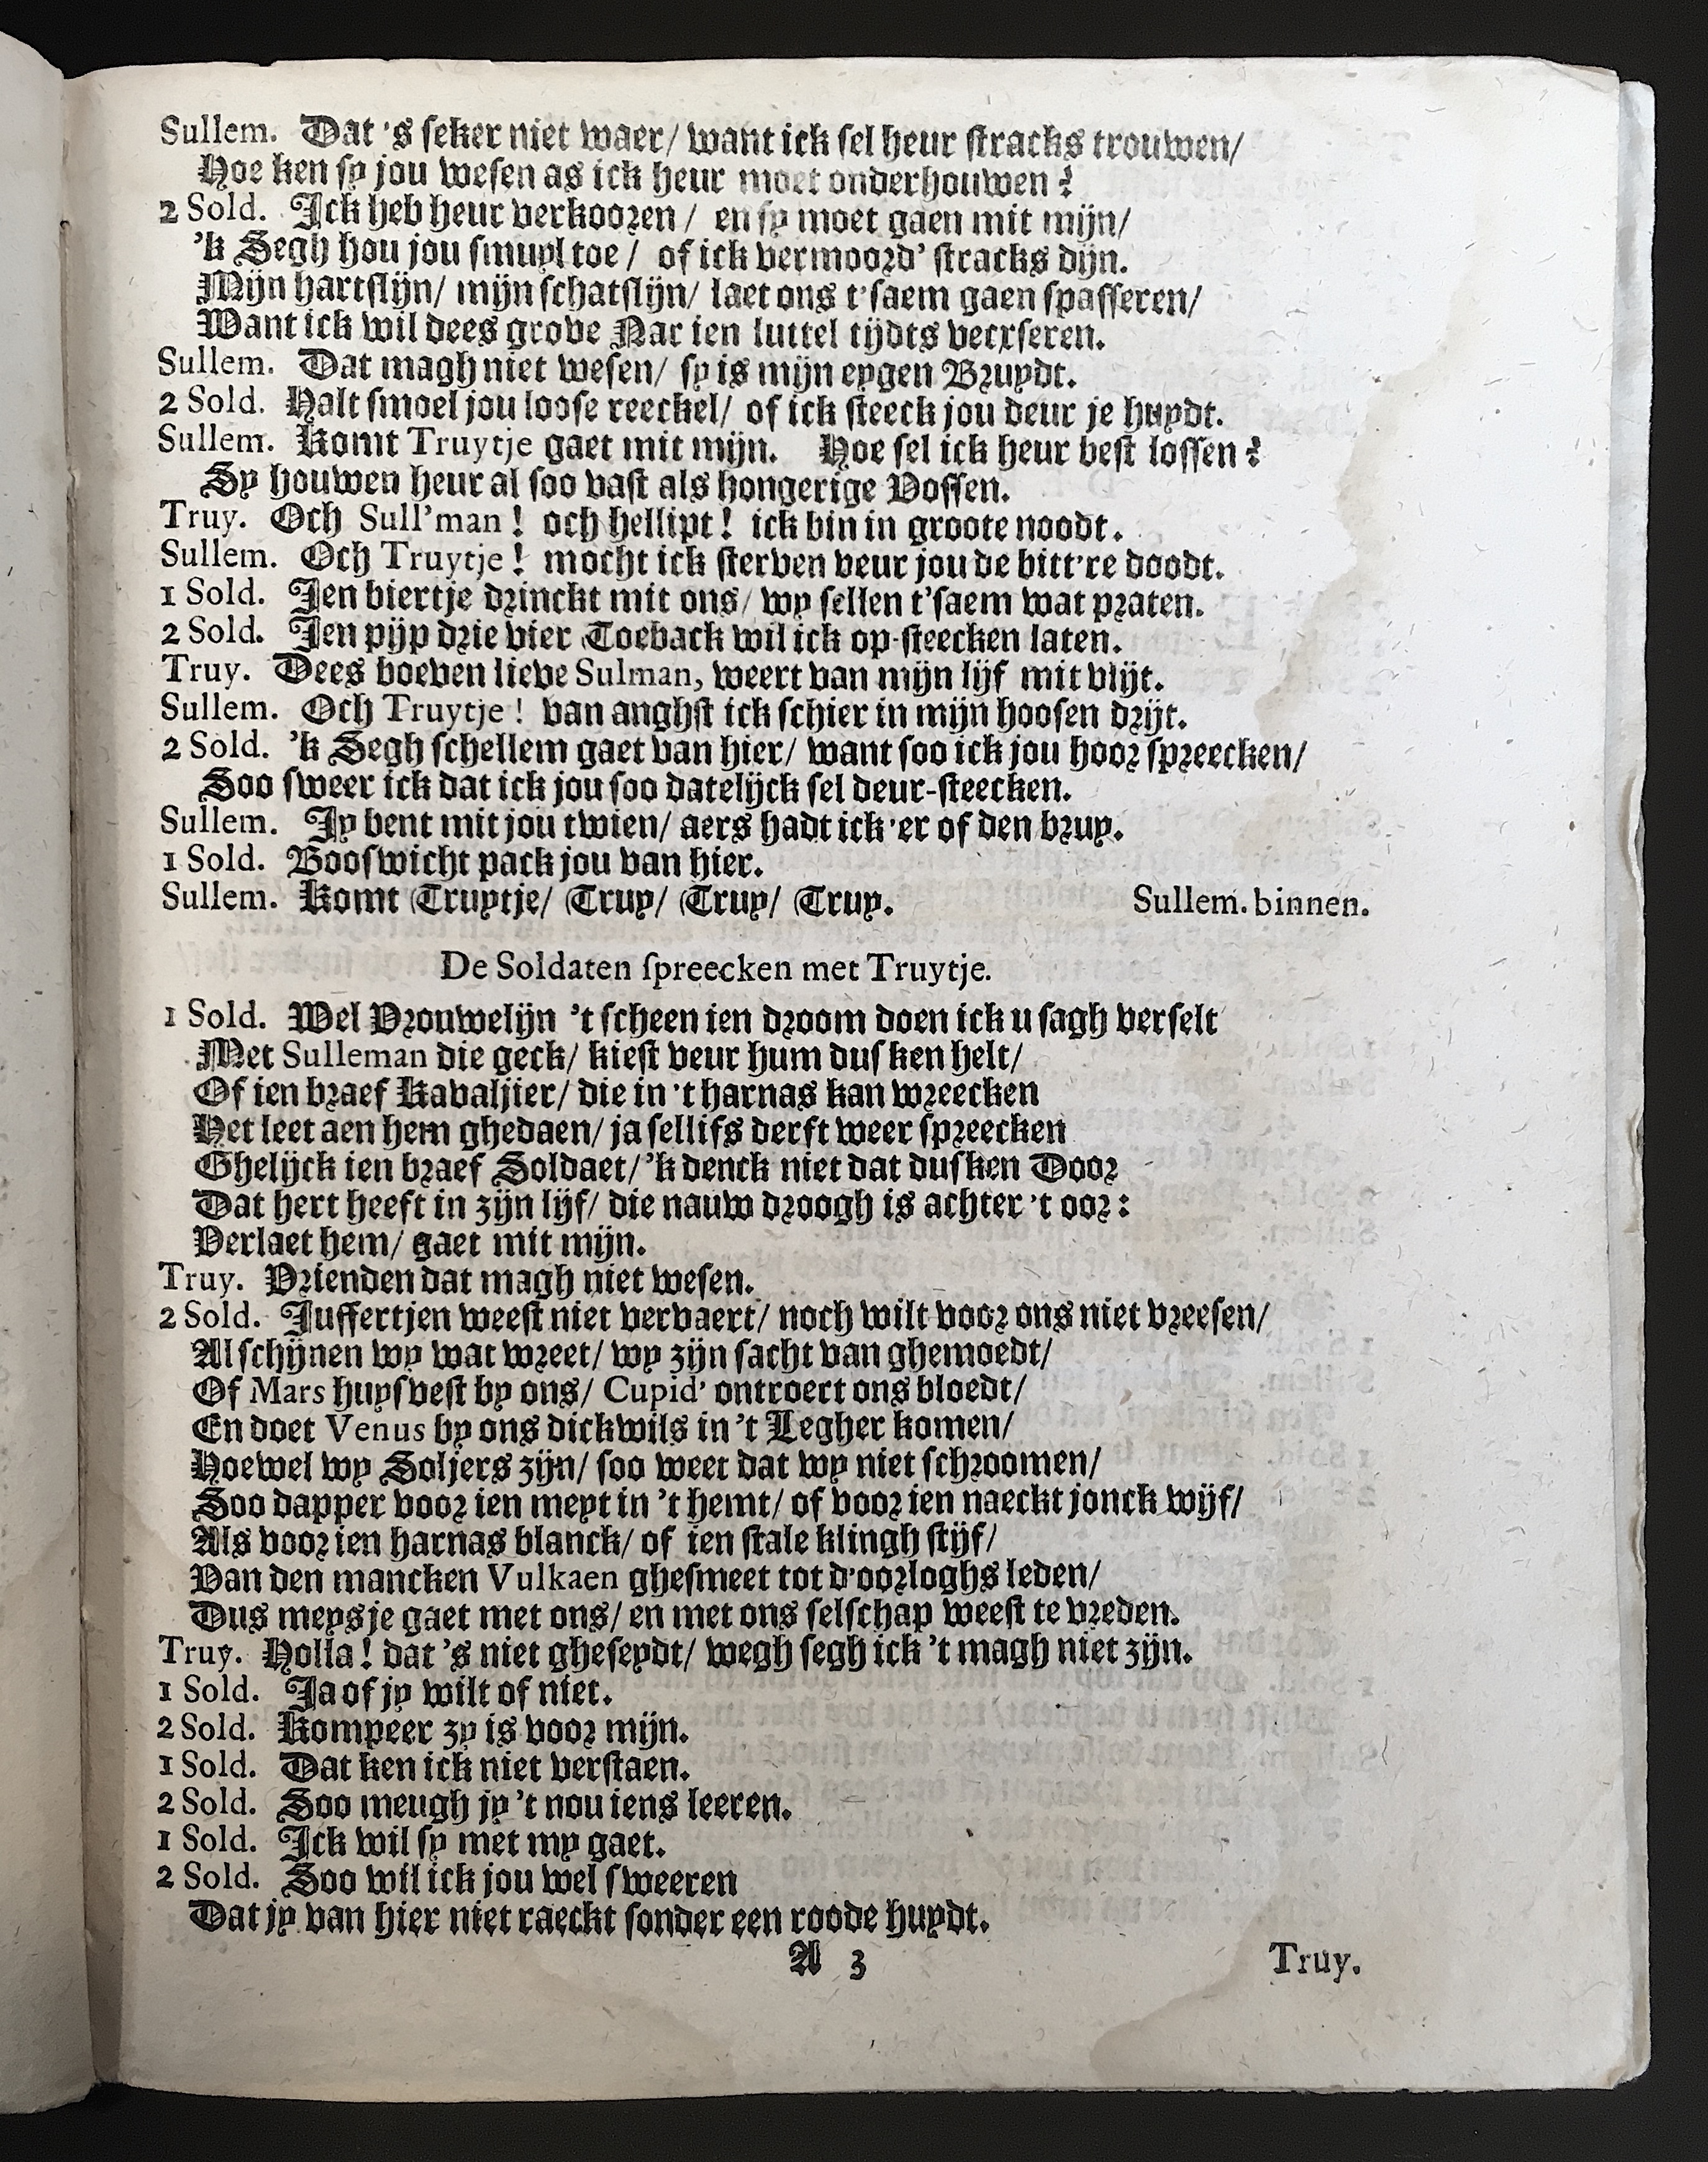 Sullem. Dat 's seker niet waer/ want ick sel heur stracks trouwen/
Hoe ken sy jou wesen as ick heur moet onderhouwen?
2 Sold. Ick heb heur verkooren/ en sy moet gaen mit mijn/
'k Segh hou jou smuyl toe/ of ick vermoord' stracks dijn.
Mijn hartslijn/ mijn schatslijn/ laet ons t'saem gaen spasseren/
Want ick wil dees grove Nar ien luttel tijdts verxseren.
Sullem. Dat magh niet wesen/ sy is mijn eygen Bruydt.
2 Sold. Halt smoel jou loose reeckel/ of ick steeck jou deur je huydt.
Sullem. Komt Truytje gaet mit mijn. Hoe sel ick heur best lossen?
Sy houwen heur al soo vast als hongerige Vossen.
Truy. Och Sull'man! och hellipt! ick bin in groote noodt.
Sullem. Och Truytje! mocht ick sterven veur jou de bitt're doodt.
1 Sold. Ien biertje drinckt mit ons/ wy sellen t'saem wat praten.
2 Sold. Ien pijp drie vier Toeback wil ick op-steecken laten.
Truy. Dees boeven lieve Sulman, weert van mijn lijf mit vlijt.
Sullem. Och Truytje! van anghst ick schier in mijn hoosen drijt.
2 Sold. 'k Segh schellem gaet van hier/ want soo ick jou hoor spreecken/
Soo sweer ick dat ick jou soo datelijck sel deur-steecken.
Sullem. Jy bent mit jou twien/ aers hadt ick 'er of den bruy.
1 Sold. Booswicht pack jou van hier.
Sullem. Komt Truytje/ Truy/ Truy/ Truy. Sullem. binnen.
De Soldaten spreecken met Truytje.
1 Sold. Wel Vrouwelijn 't scheen ien droom doen ick u sagh verselt
Met Sulleman die geck/ kiest veur hum dusken helt/
Of ien braef Kavaljier/ die in 't harnas kan wreecken
Het leet aen hem ghedaen/ ja sellifs derft weer spreecken
Ghelijck ien braef Soldaet/ 'k denck niet dat dusken Door
Dat hert heeft in zijn lijf/ die nauw droogh is achter 't oor:
Verlaet hem/ gaet mit mijn.
Truy. Vrienden dat magh niet wesen.
2 Sold. Juffertjen weest niet vervaert/ noch wilt voor ons niet vreesen/
Al schijnen wy wat wreet/ wy zijn sacht van ghemoedt/
Of Mars huysvest by ons/ Cupid' ontroert ons bloedt/
En doet Venus by ons dickwils in 't Legher komen/
Hoewel wy Soljers zijn/ soo weet dat wy niet schroomen/
Soo dapper voor ien meyt in 't hemt/ of voor ien naeckt jonck wijf/
Als voor ien harnas blanck/ of ien stale klingh stijf/
Van den mancken Vulkaen ghesmeet tot d'oorloghs leden/
Dus meysje gaet met ons/ en met ons selschap weest te vreden.
Truy. Holla! dat 's niet gheseydt/ wegh segh ick 't magh niet zijn.
1 Sold. Ja of jy wilt of niet.
2 Sold. Kompeer zy is voor mijn.
1 Sold. Dat ken ick niet verstaen.
2 Sold. Soo meugh jy 't nou iens leeren.
1 Sold. Ick wil sy met my gaet.
2 Sold. Soo wil ick jou wel sweeren
Dat jy van hier niet raeckt sonder een roode huydt.
A 3 Truy.